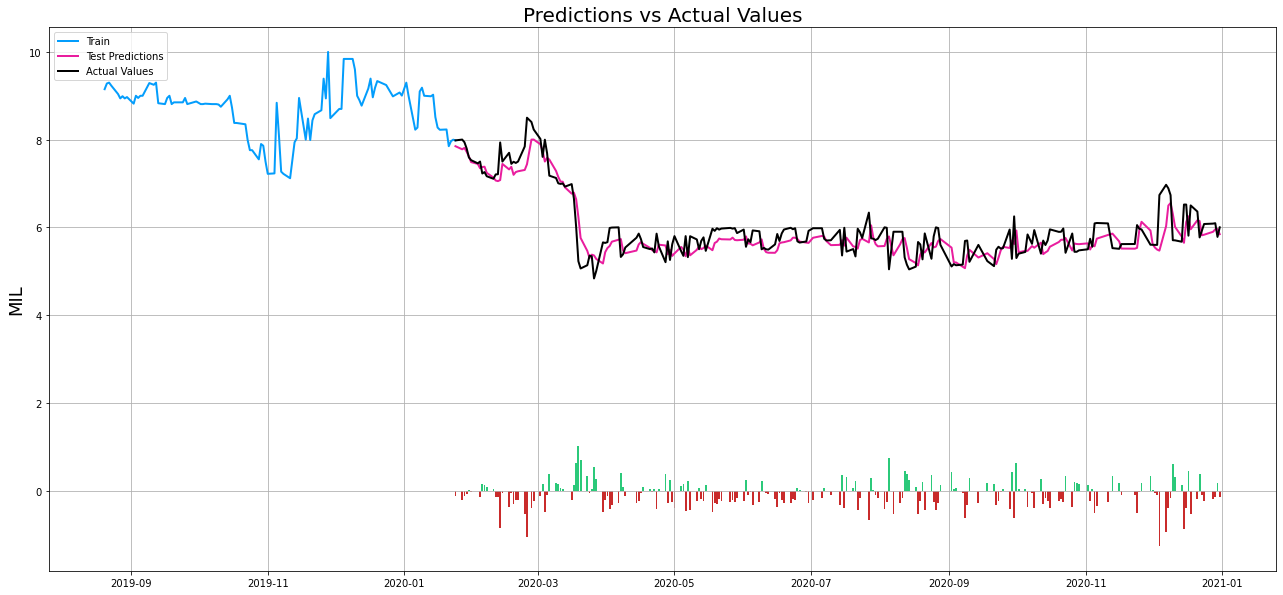 Predictions vs Actual Values
Train
Test Predictions
Actual Values
MIL
10
8
6
4
2
0
2019-09 2019-11 2020-01 2020-03 2020-05 2020-07 2020-09 2020-11 2021-01